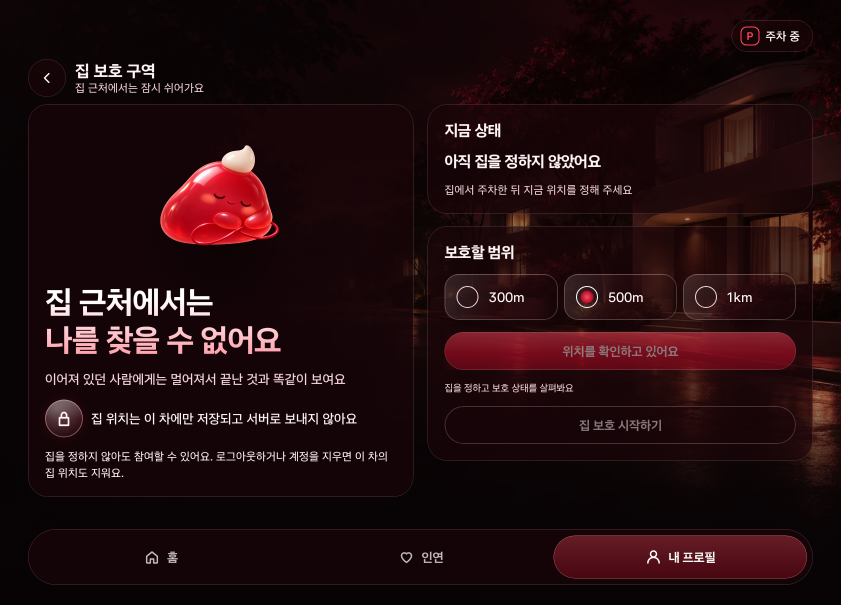 P 주차 중
집 보호 구역
집 근처에서는 잠시 쉬어가요
집 근처에서는
나를 찾을 수 없어요
이어져 있던 사람에게는 멀어져서 끝난 것과 똑같이 보여요
집 위치는 이 차에만 저장되고 서버로 보내지 않아요
집을 정하지 않아도 참여할 수 있어요. 로그아웃하거나 계정을 지우면 이 차의
집 위치도 지워요.
지금 상태
아직 집을 정하지 않았어요
집에서 주차한 뒤 지금 위치를 정해 주세요
보호할 범위
300m 500m 1km
위치를 확인하고 있어요
집을 정하고 보호 상태를 살펴봐요
집 보호 시작하기
홈 인연 내 프로필